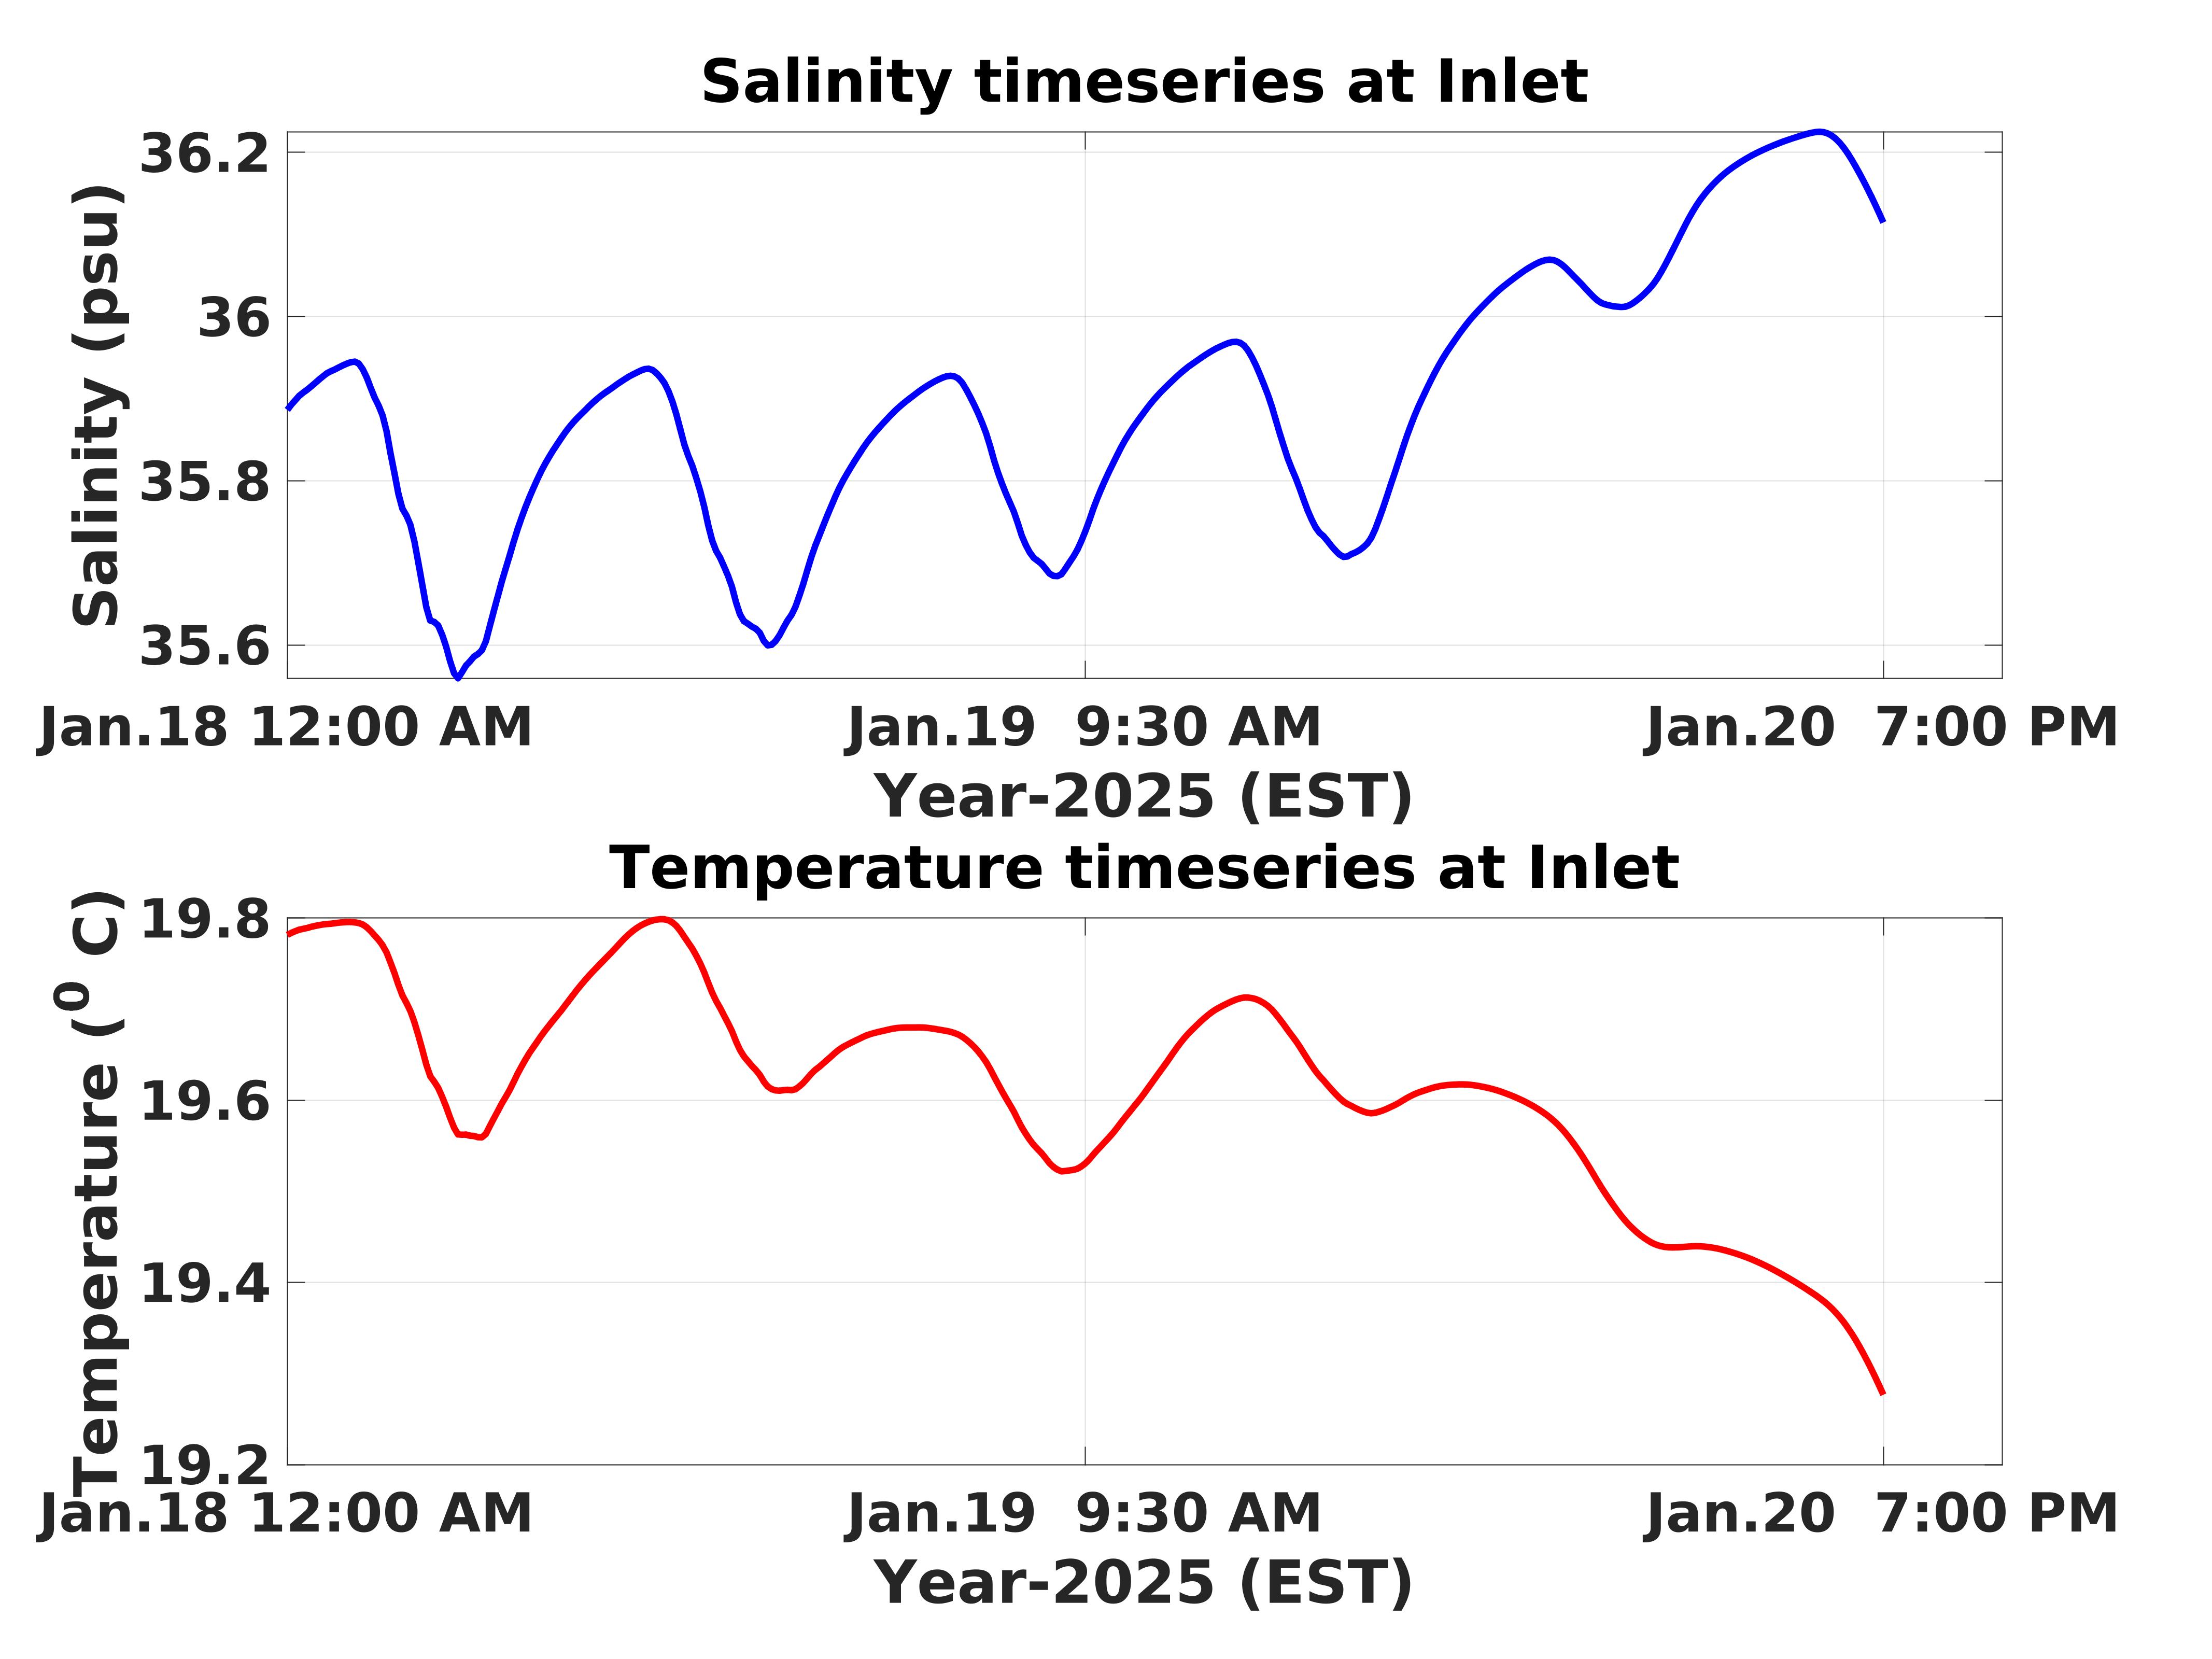 Salinity timeseries at Inlet
Salinity (psu)
36.2
36
35.8
35.6
Jan.18 12:00 AM
Jan.19  9:30 AM
Jan.20  7:00 PM
Year-2025 (EST)
Temperature timeseries at Inlet
Temperature (⁰ C)
19.8
19.6
19.4
19.2
Jan.18 12:00 AM
Jan.19  9:30 AM
Jan.20  7:00 PM
Year-2025 (EST)